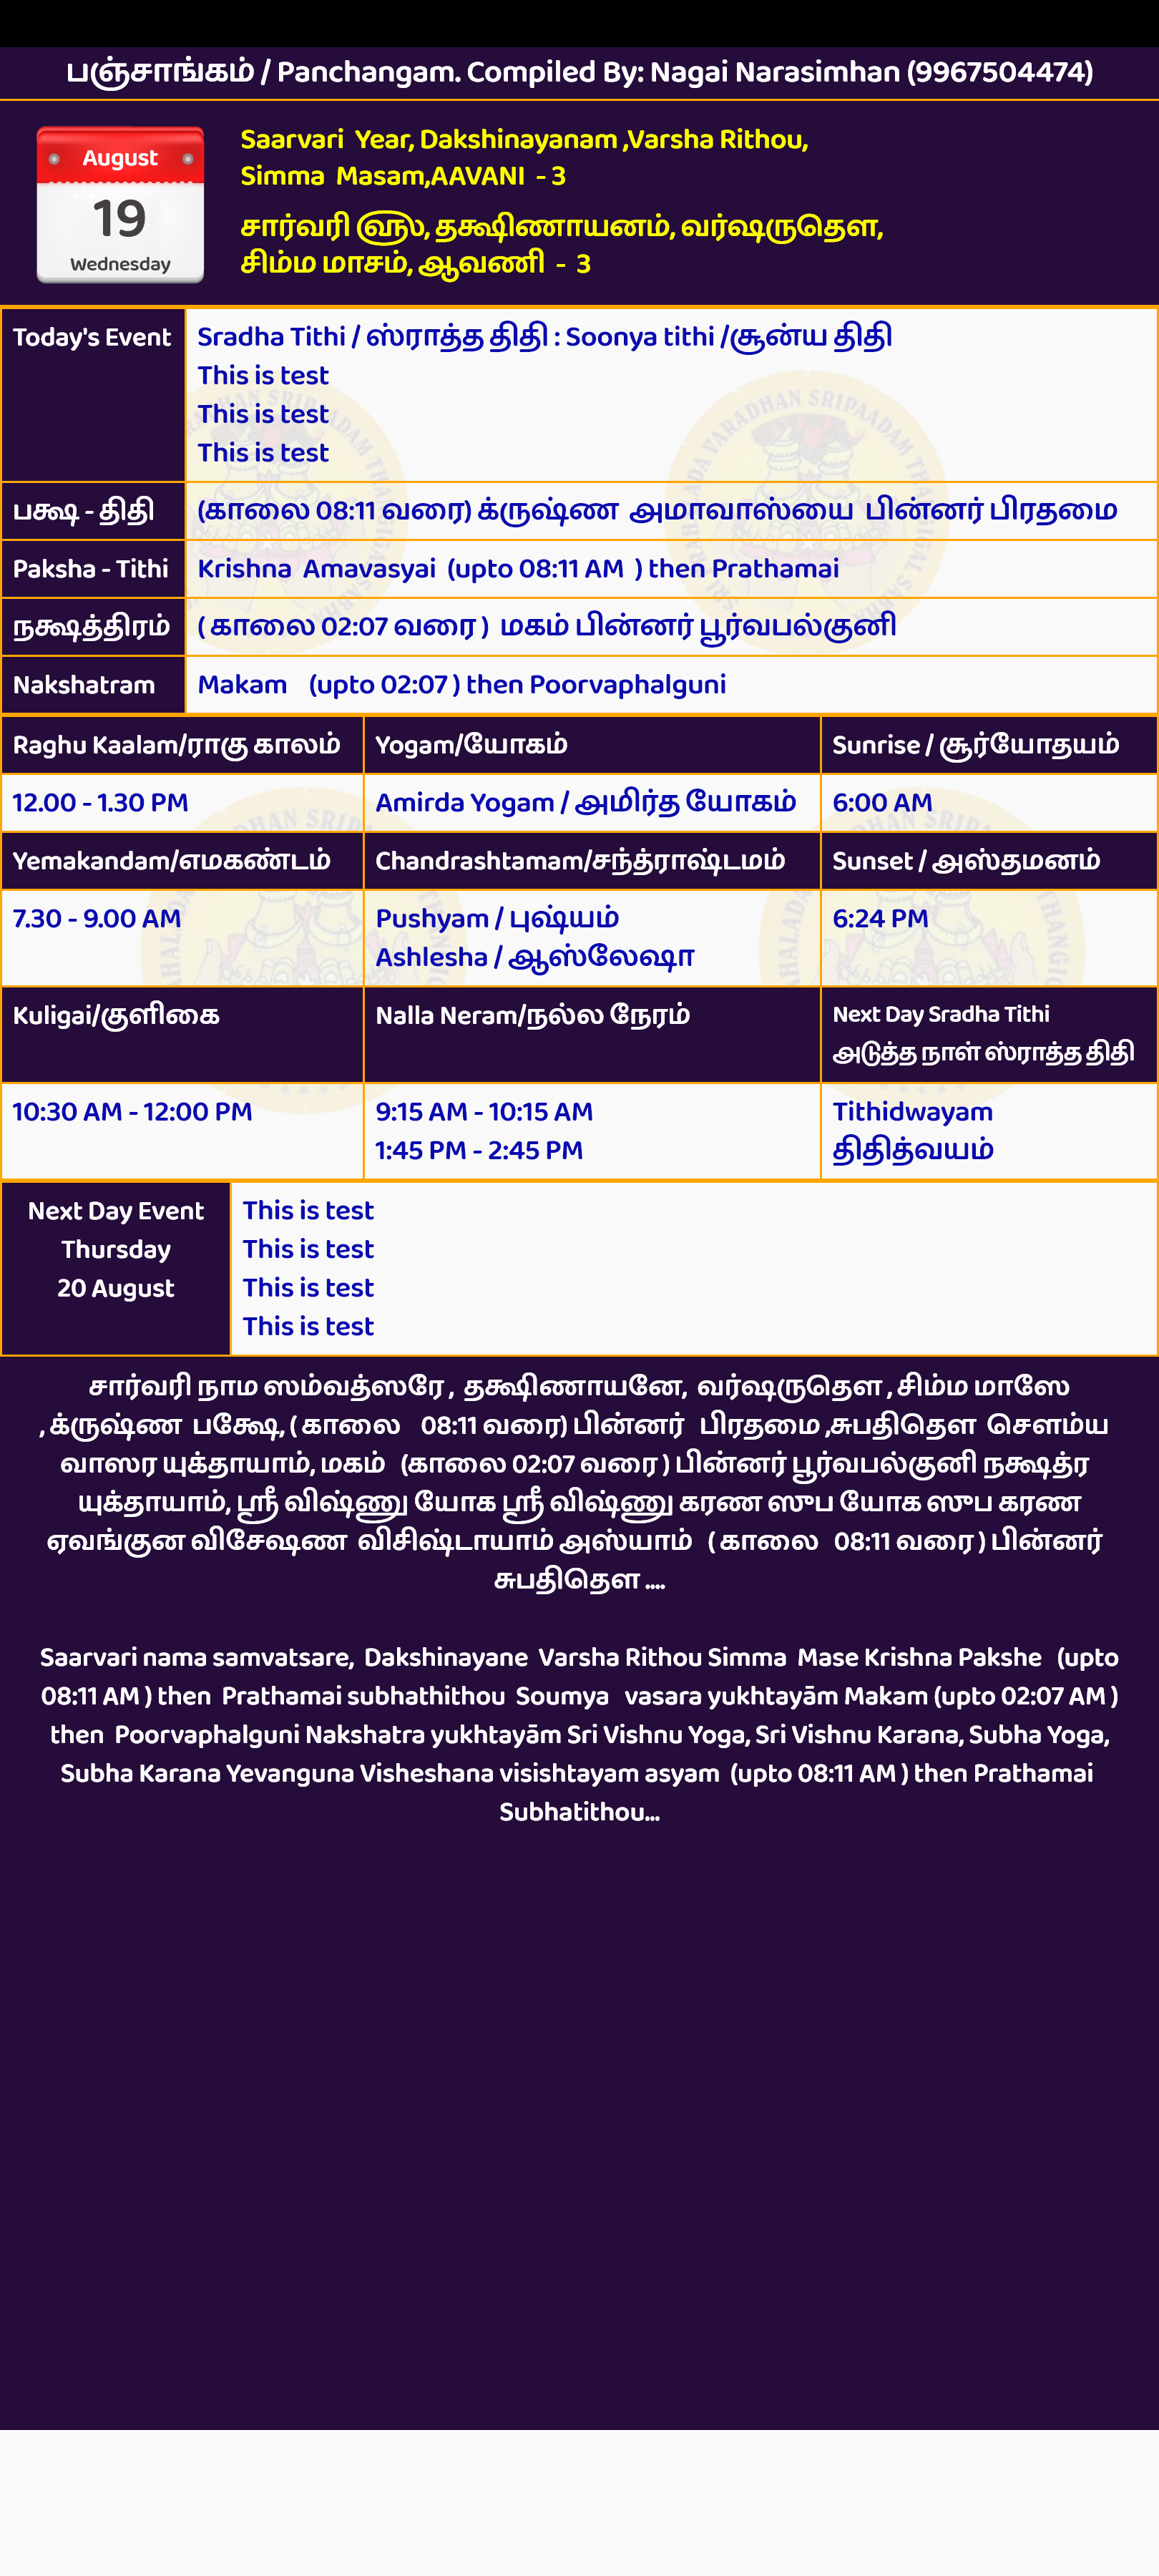 பஞ்சாங்கம் / Panchangam. Compiled By: Nagai Narasimhan (9967504474)
August
19
Wednesday
Saarvari Year, Dakshinayanam ,Varsha Rithou,
Simma Masam,AAVANI - 3
சார்வரி ௵, தக்ஷிணாயனம், வர்ஷருதௌ,
சிம்ம மாசம், ஆவணி - 3
Today's Event
Sradha Tithi / ஸ்ராத்த திதி : Soonya tithi /சூன்ய திதி
This is test
This is test
This is test
பக்ஷ - திதி
(காலை 08:11 வரை) க்ருஷ்ண அமாவாஸ்யை பின்னர் பிரதமை
Paksha - Tithi
Krishna Amavasyai (upto 08:11 AM ) then Prathamai
நக்ஷத்திரம்
( காலை 02:07 வரை ) மகம் பின்னர் பூர்வபல்குனி
Nakshatram
Makam (upto 02:07 ) then Poorvaphalguni
Raghu Kaalam/ராகு காலம்
Yogam/யோகம்
Sunrise / சூர்யோதயம்
12.00 - 1.30 PM
Amirda Yogam / அமிர்த யோகம்
6:00 AM
Yemakandam/எமகண்டம்
Chandrashtamam/சந்த்ராஷ்டமம்
Sunset / அஸ்தமனம்
7.30 - 9.00 AM
Pushyam / புஷ்யம்
Ashlesha / ஆஸ்லேஷா
6:24 PM
Kuligai/குளிகை
Nalla Neram/நல்ல நேரம்
Next Day Sradha Tithi
அடுத்த நாள் ஸ்ராத்த திதி
10:30 AM - 12:00 PM
9:15 AM - 10:15 AM
1:45 PM - 2:45 PM
Tithidwayam
திதித்வயம்
Next Day Event
Thursday
20 August
This is test
This is test
This is test
This is test
சார்வரி நாம ஸம்வத்ஸரே , தக்ஷிணாயனே, வர்ஷருதௌ , சிம்ம மாஸே
, க்ருஷ்ண பக்ஷே, ( காலை 08:11 வரை) பின்னர் பிரதமை ,சுபதிதௌ சௌம்ய
வாஸர யுக்தாயாம், மகம் (காலை 02:07 வரை ) பின்னர் பூர்வபல்குனி நக்ஷத்ர
யுக்தாயாம், ஸ்ரீ விஷ்ணு யோக ஸ்ரீ விஷ்ணு கரண ஸுப யோக ஸுப கரண
ஏவங்குன விசேஷண விசிஷ்டாயாம் அஸ்யாம் ( காலை 08:11 வரை ) பின்னர்
சுபதிதௌ ....
Saarvari nama samvatsare, Dakshinayane Varsha Rithou Simma Mase Krishna Pakshe (upto
08:11 AM ) then Prathamai subhathithou Soumya vasara yukhtayām Makam (upto 02:07 AM )
then Poorvaphalguni Nakshatra yukhtayām Sri Vishnu Yoga, Sri Vishnu Karana, Subha Yoga,
Subha Karana Yevanguna Visheshana visishtayam asyam (upto 08:11 AM ) then Prathamai
Subhatithou...